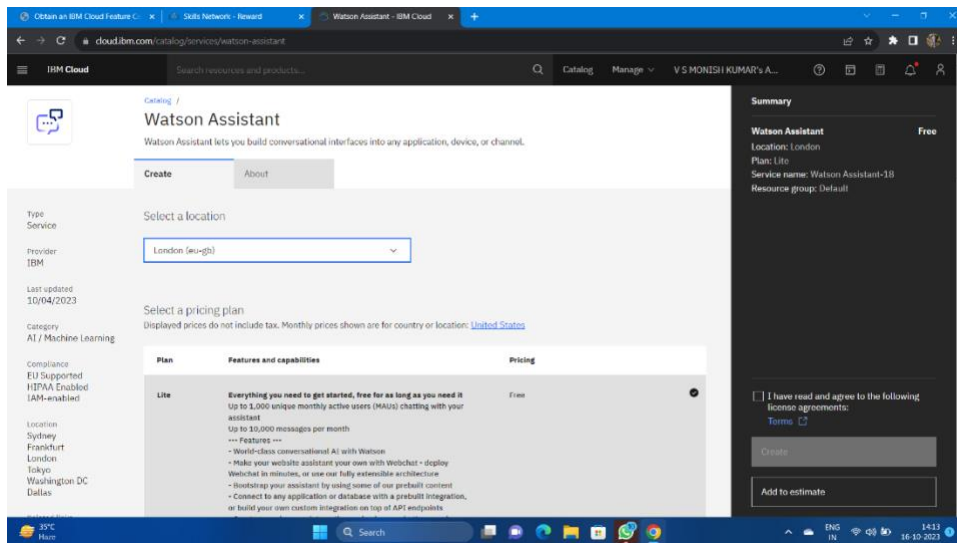 Obtain an IBM Cloud Feature C
Skills Network - Reward
Watson Assistant - IBM Cloud
cloud.ibm.com/catalog/services/watson-assistant
IBM Cloud
Search resources and products...
Catalog
Manage
V S MONISH KUMAR's A...
Catalog /
Watson Assistant
Watson Assistant lets you build conversational interfaces into any application, device, or channel.
Create
About
Type
Service
Provider
IBM
Last updated
10/04/2023
Category
AI / Machine Learning
Compliance
EU Supported
HIPAA Enabled
IAM-enabled
Location
Sydney
Frankfurt
London
Tokyo
Washington DC
Dallas
Select a location
London (eu-gb)
Select a pricing plan
Displayed prices do not include tax. Monthly prices shown are for country or location: United States
Plan
Features and capabilities
Pricing
Lite
Everything you need to get started, free for as long as you need it
Free
Up to 1,000 unique monthly active users (MAUs) chatting with your
assistant
Up to 10,000 messages per month
--- Features ---
- World-class conversational AI with Watson
- Make your website assistant your own with Webchat - deploy
Webchat in minutes, or use our fully extensible architecture
- Bootstrap your assistant by using some of our prebuilt content
- Connect to any application or database with a prebuilt integration,
or build your own custom integration on top of API endpoints
Summary
Watson Assistant
Free
Location: London
Plan: Lite
Service name: Watson Assistant-18
Resource group: Default
I have read and agree to the following
license agreements:
Terms
Create
Add to estimate
35°C
Haze
Search
ENG
IN
14:13
16-10-2023